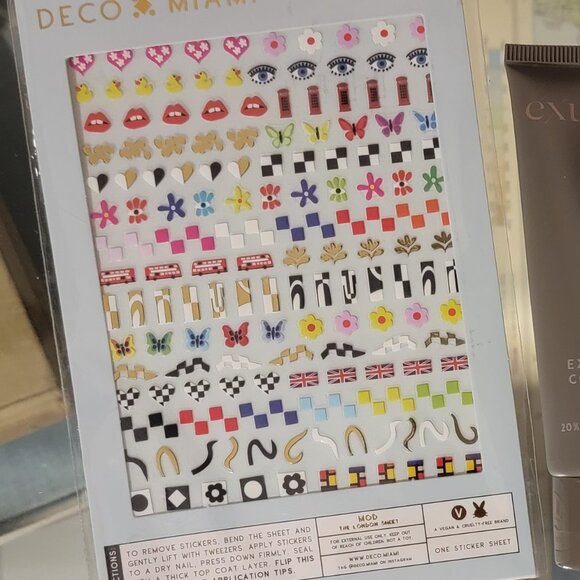 DECO MIAMI
TO REMOVE STICKERS, BEND THE SHEET AND
GENTLY LIFT WITH TWEEZERS. APPLY STICKERS
TO A DRY NAIL, PRESS DOWN FIRMLY. SEAL
A THICK TOP COAT LAYER. FLIP THIS
APPLICATION TIPS.
MOD
THE LONDON SHEET
FOR EXTERNAL USE ONLY. KEEP OUT
OF REACH OF CHILDREN. NOT A TOY
WWW.DECO.MIAMI
TAG @DECO.MIAMI ON INSTAGRAM
V
A VEGAN & CRUELTY-FREE BRAND
ONE STICKER SHEET
20%